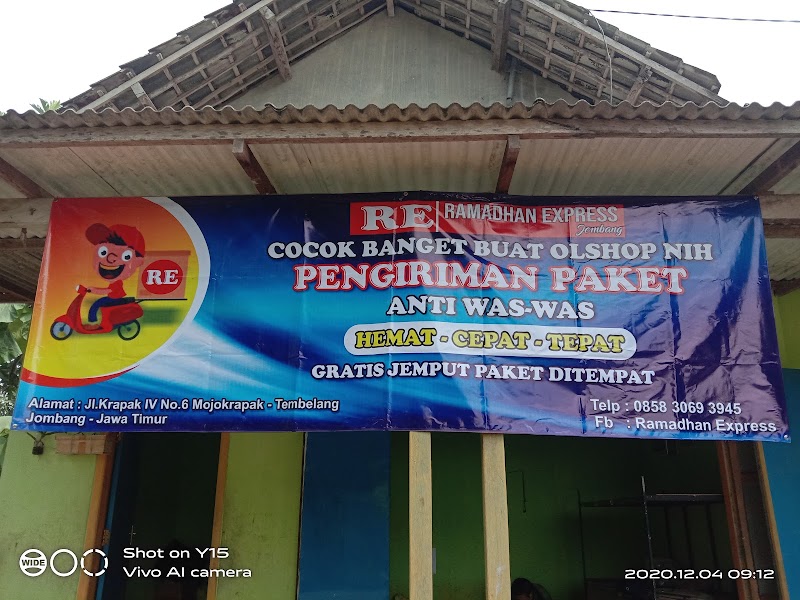 RE RAMADHAN EXPRESS
Jombang
COCOK BANGET BUAT OLSHOP NIH
RE
PENGIRIMAN PAKET
ANTI WAS-WAS
HEMAT - CEPAT - TEPAT
GRATIS JEMPUT PAKET DITEMPAT
Alamat : Jl.Krapak IV No.6 Mojokrapak - Tembelang
Jombang - Jawa Timur
Telp : 0858 3069 3945
Fb : Ramadhan Express
WIDE
Shot on Y15
Vivo AI camera
2020.12.04 09:12